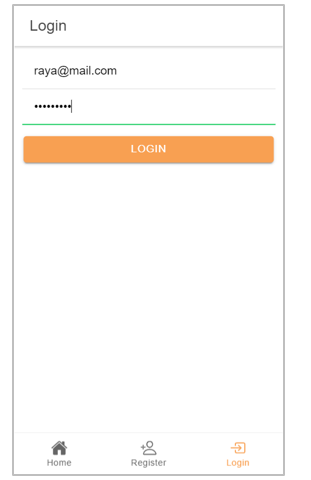 Login
raya@mail.com
•••••••••
LOGIN
Home Register Login